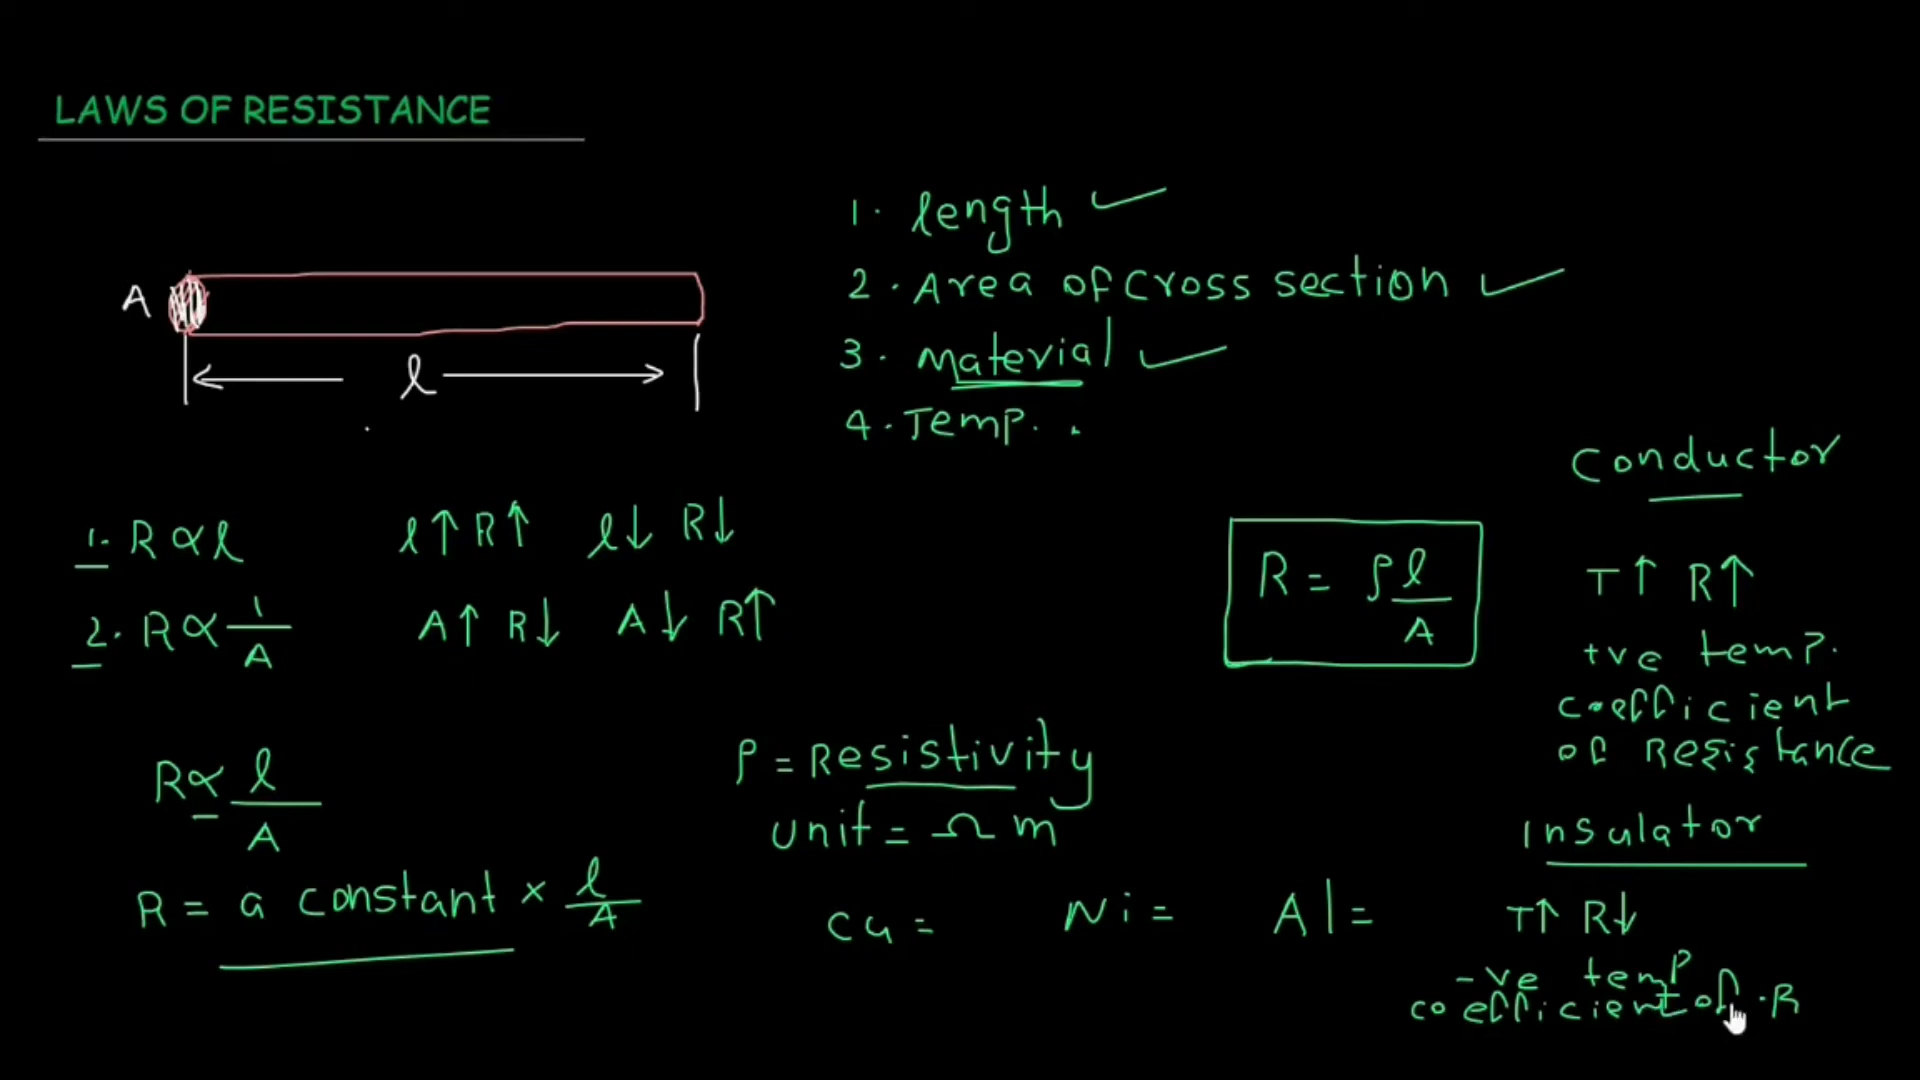 LAWS OF RESISTANCE
1. length ✓
2. Area of cross section ✓
A
3. Material ✓
l
4. Temp.
Conductor
1. R ∝ l l↑ R↑ l↓ R↓
R = ρl/A
T↑ R↑
2. R ∝ 1/A A↑ R↓ A↓ R↑
+ve temp.
coefficient
of Resistance
R ∝ l/A
ρ = Resistivity
unit = Ω m
Insulator
R = a constant × l/A
Cu = Ni = Al =
T↑ R↓
-ve temp
coefficient of R